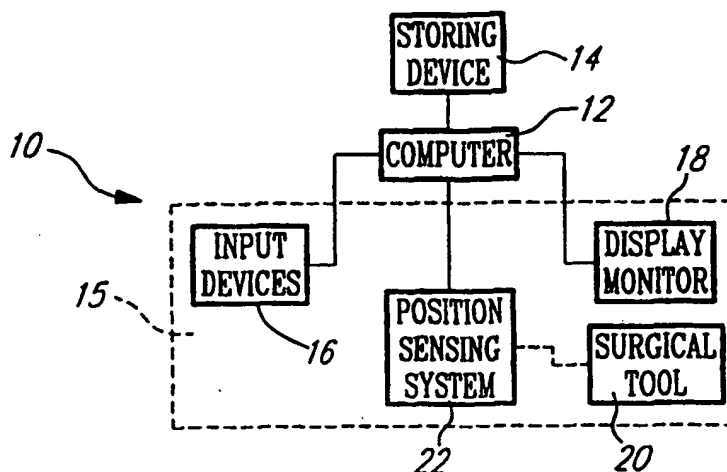 STORING
DEVICE
14
12
COMPUTER
10
18
INPUT
DEVICES
DISPLAY
MONITOR
15
16
POSITION
SENSING
SYSTEM
SURGICAL
TOOL
22
20